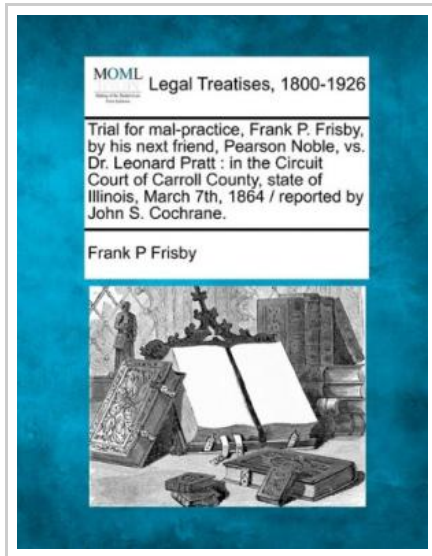 MOML
Legal Treatises, 1800-1926
Trial for mal-practice, Frank P. Frisby,
by his next friend, Pearson Noble, vs.
Dr. Leonard Pratt : in the Circuit
Court of Carroll County, state of
Illinois, March 7th, 1864 / reported by
John S. Cochrane.
Frank P Frisby